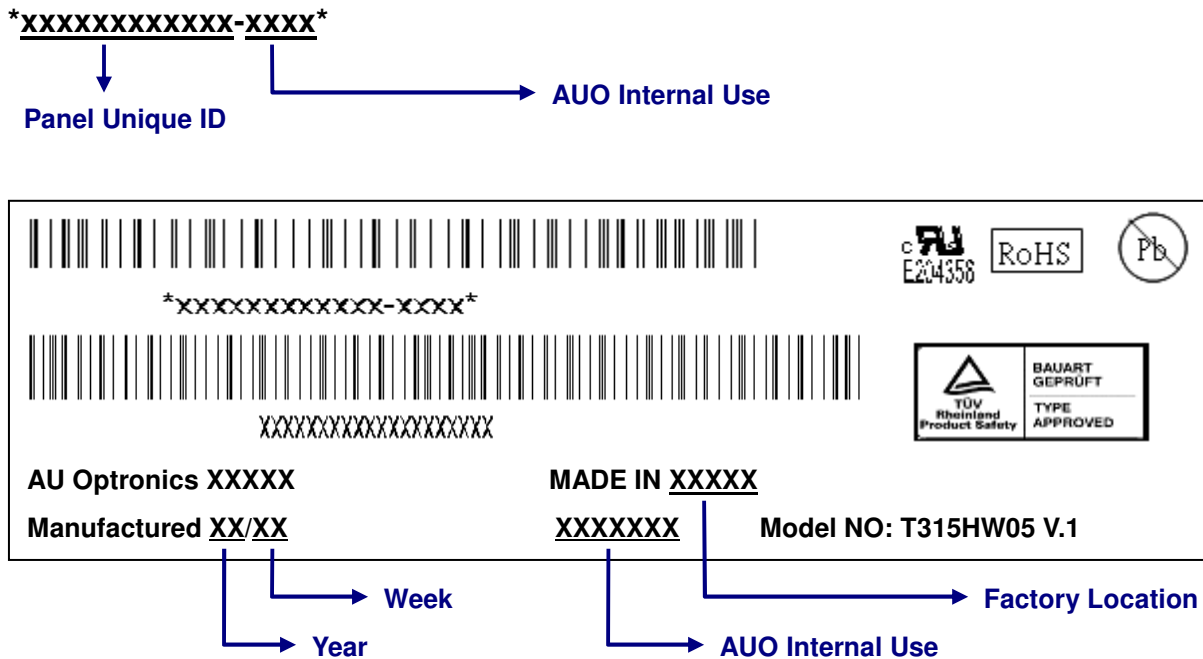 *xxxxxxxxxxxx-xxxx*
AUO Internal Use
Panel Unique ID
c RU
E204358
RoHS
Pb
*xxxxxxxxxxxx-xxxx*
BAUART
GEPRÜFT
TÜV
Rheinland
Product Safety
TYPE
APPROVED
XXXXXXXXXXXXXXXXXXXX
AU Optronics XXXXX
MADE IN XXXXX
Manufactured XX/XX
XXXXXXX
Model NO: T315HW05 V.1
Week
Factory Location
Year
AUO Internal Use